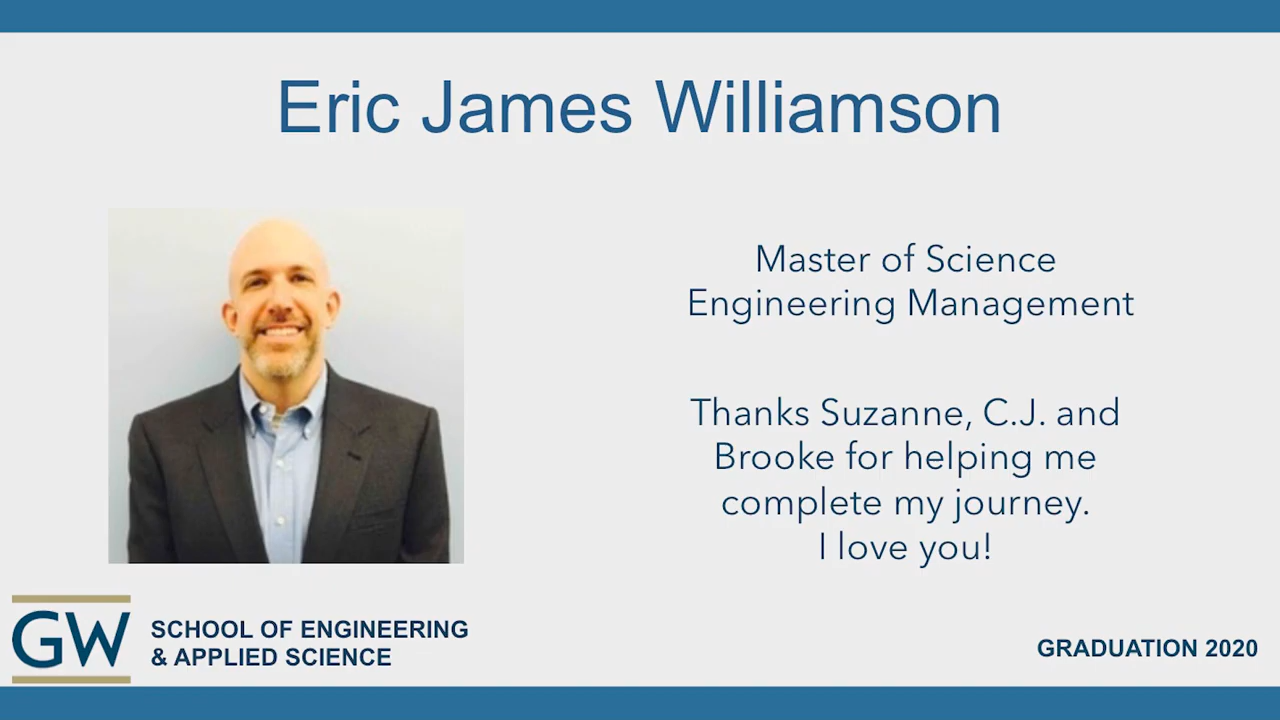 Eric James Williamson
Master of Science
Engineering Management
Thanks Suzanne, C.J. and
Brooke for helping me
complete my journey.
I love you!
GW
SCHOOL OF ENGINEERING
& APPLIED SCIENCE
GRADUATION 2020